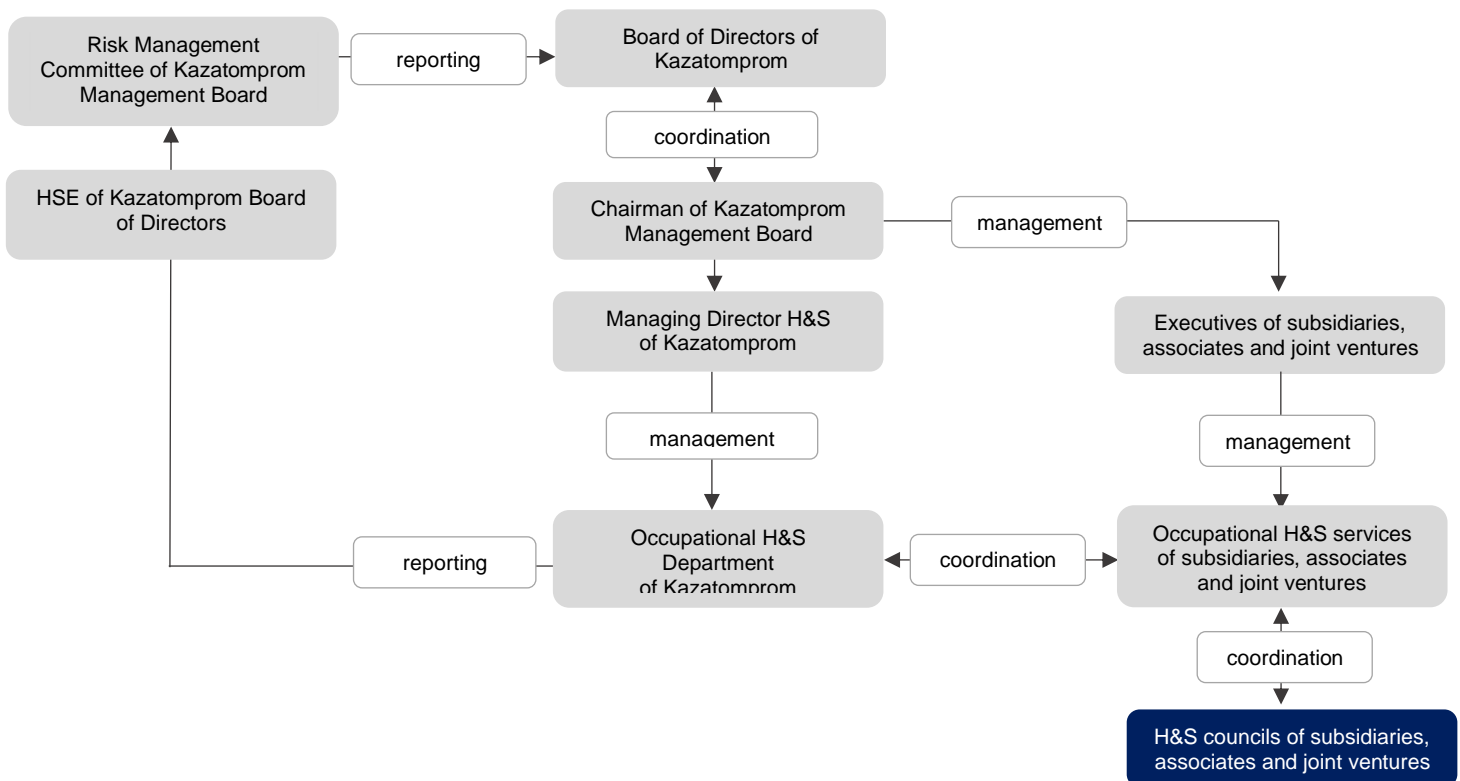 Risk Management
Committee of Kazatomprom
Management Board
reporting
Board of Directors of
Kazatomprom
coordination
HSE of Kazatomprom Board
of Directors
Chairman of Kazatomprom
Management Board
management
Managing Director H&S
of Kazatomprom
Executives of subsidiaries,
associates and joint ventures
management
management
Occupational H&S
Department
of Kazatomprom
reporting
coordination
Occupational H&S services
of subsidiaries, associates
and joint ventures
coordination
H&S councils of subsidiaries,
associates and joint ventures